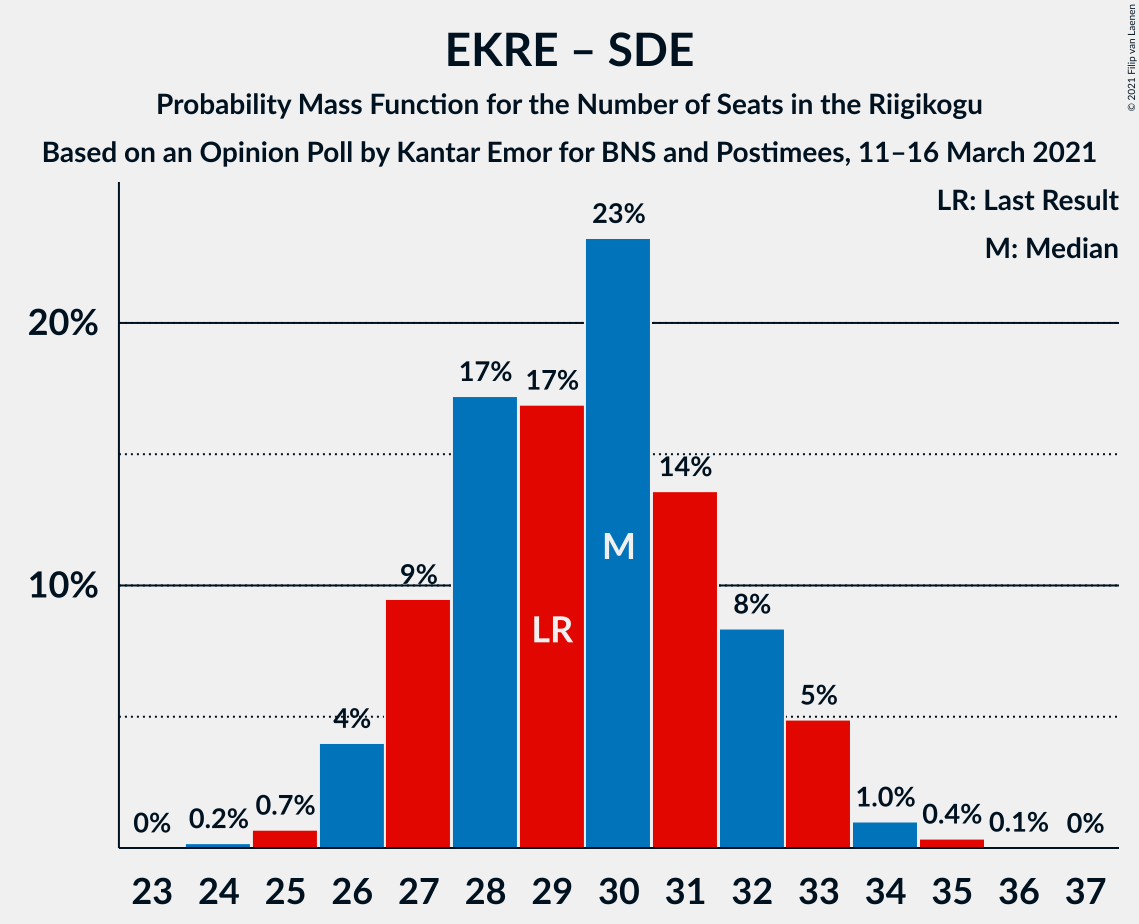 EKRE – SDE
Probability Mass Function for the Number of Seats in the Riigikogu
Based on an Opinion Poll by Kantar Emor for BNS and Postimees, 11–16 March 2021
© 2021 Filip van Laenen
LR: Last Result
M: Median
20%
10%
0%
0.2%
0.7%
4%
9%
17%
17%
23%
14%
8%
5%
1.0%
0.4%
0.1%
0%
LR
M
23 24 25 26 27 28 29 30 31 32 33 34 35 36 37